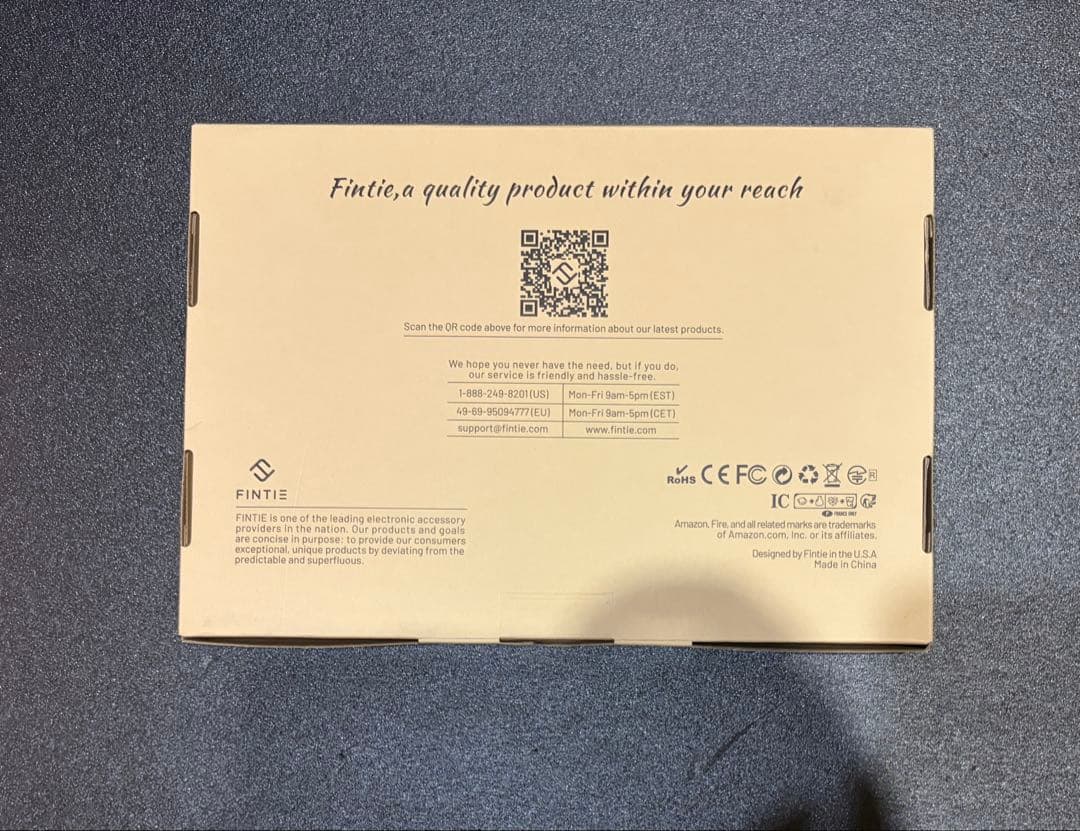 Fintie,a quality product within your reach
Scan the QR code above for more information about our latest products.
We hope you never have the need, but if you do,
our service is friendly and hassle-free.
1-888-249-8201(US) Mon-Fri 9am-5pm(EST)
49-69-95094777(EU) Mon-Fri 9am-5pm(CET)
support@fintie.com www.fintie.com
FINTIE
FINTIE is one of the leading electronic accessory
providers in the nation. Our products and goals
are concise in purpose: to provide our consumers
exceptional, unique products by deviating from the
predictable and superfluous.
RoHS CE FC R
IC
FRANCE ONLY
Amazon, Fire, and all related marks are trademarks
of Amazon.com, Inc. or its affiliates.
Designed by Fintie in the U.S.A
Made in China